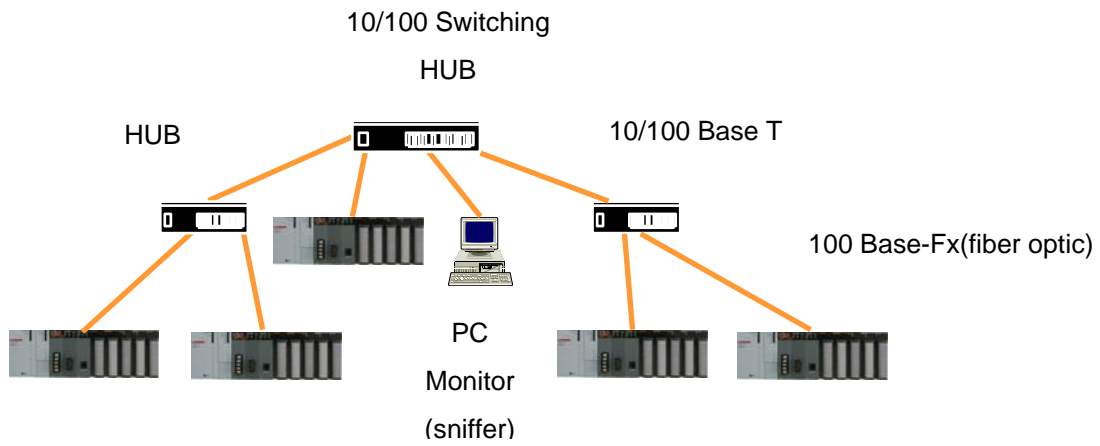 10/100 Switching
HUB
HUB
10/100 Base T
100 Base-Fx(fiber optic)
PC
Monitor
(sniffer)